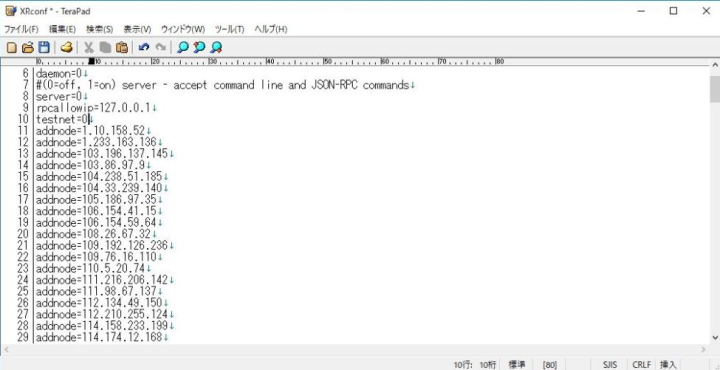 XRconf * - TeraPad
ファイル(F) 編集(E) 検索(S) 表示(V) ウィンドウ(W) ツール(T) ヘルプ(H)
0 10 20 30 40 50 60 70 80
6 daemon=0↓
7 #(0=off, 1=on) server - accept command line and JSON-RPC commands↓
8 server=0↓
9 rpcallowip=127.0.0.1↓
10 testnet=0↓
11 addnode=1.10.158.52↓
12 addnode=1.233.163.136↓
13 addnode=103.196.137.145↓
14 addnode=103.86.97.9↓
15 addnode=104.238.51.185↓
16 addnode=104.33.239.140↓
17 addnode=105.186.97.35↓
18 addnode=106.154.41.15↓
19 addnode=106.154.59.64↓
20 addnode=108.26.67.32↓
21 addnode=109.192.126.236↓
22 addnode=109.76.16.110↓
23 addnode=110.5.20.74↓
24 addnode=111.216.206.142↓
25 addnode=111.98.67.137↓
26 addnode=112.134.49.150↓
27 addnode=112.210.255.124↓
28 addnode=114.158.233.199↓
29 addnode=114.174.12.168↓
10行: 10桁 標準 [80] SJIS CRLF 挿入